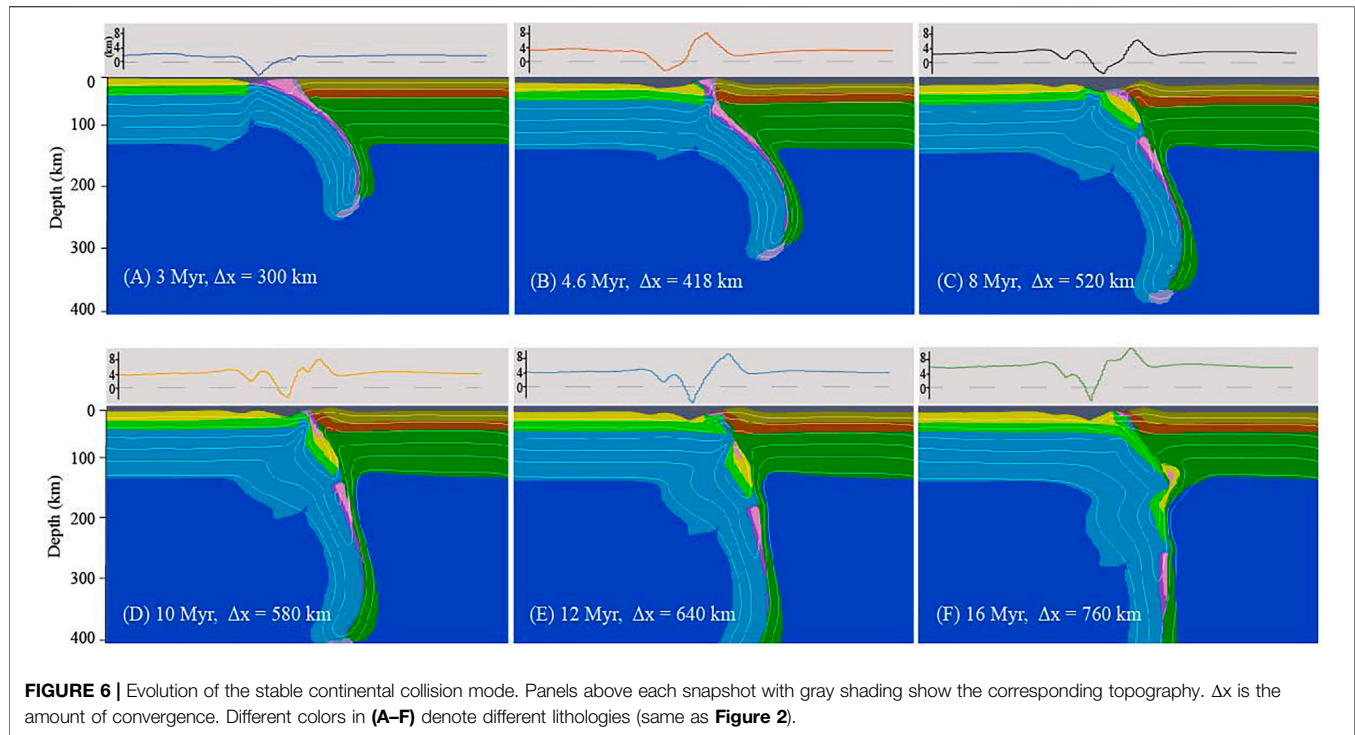 8
4
(km)
0
8
4
0
8
4
0
0
100
200
300
400
Depth (km)
(A) 3 Myr, Δx = 300 km
(B) 4.6 Myr, Δx = 418 km
(C) 8 Myr, Δx = 520 km
8
4
0
8
4
0
8
4
0
0
100
200
300
400
Depth (km)
(D) 10 Myr, Δx = 580 km
(E) 12 Myr, Δx = 640 km
(F) 16 Myr, Δx = 760 km
FIGURE 6 | Evolution of the stable continental collision mode. Panels above each snapshot with gray shading show the corresponding topography. Δx is the
amount of convergence. Different colors in (A–F) denote different lithologies (same as Figure 2).